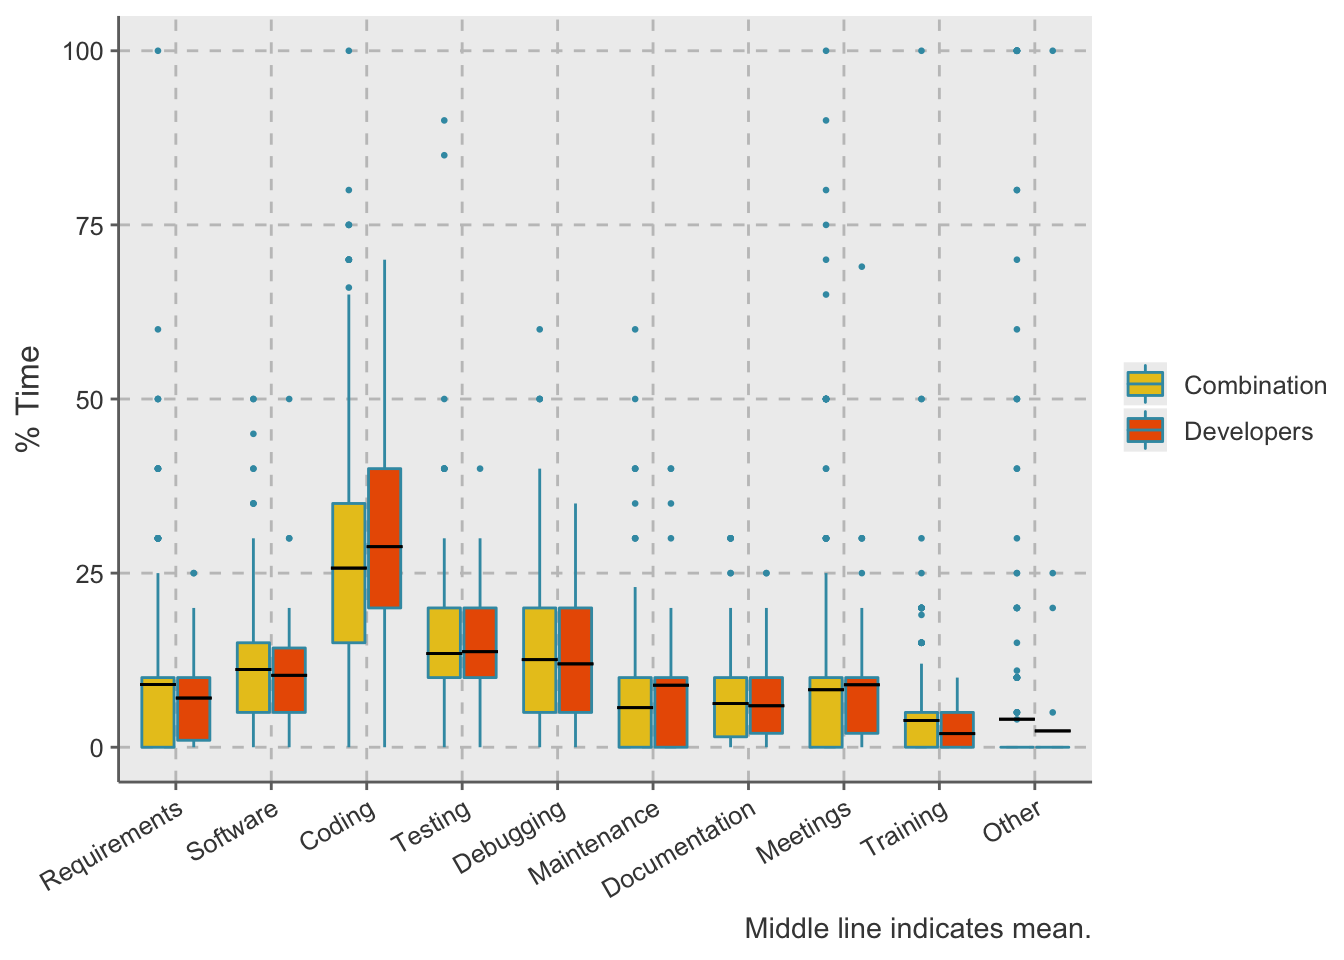 100
75
50
25
0
% Time
Requirements
Software
Coding
Testing
Debugging
Maintenance
Documentation
Meetings
Training
Other
Combination
Developers
Middle line indicates mean.